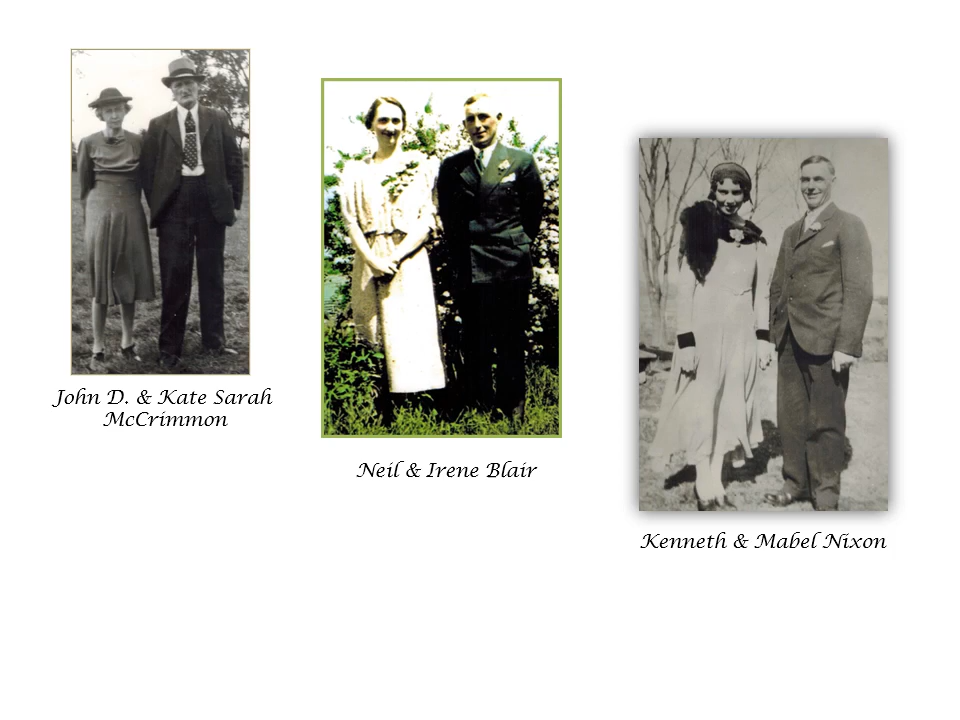 John D. & Kate Sarah
McCrimmon
Neil & Irene Blair
Kenneth & Mabel Nixon